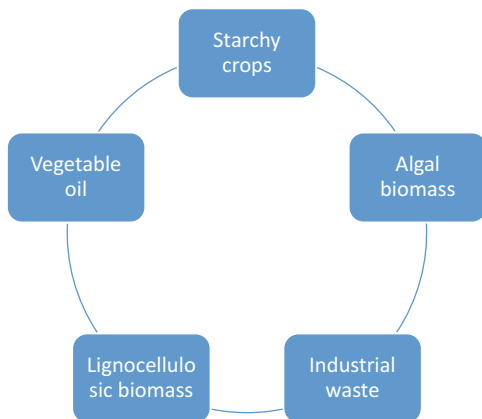 Starchy
crops
Vegetable
oil
Algal
biomass
Lignocellulo
sic biomass
Industrial
waste